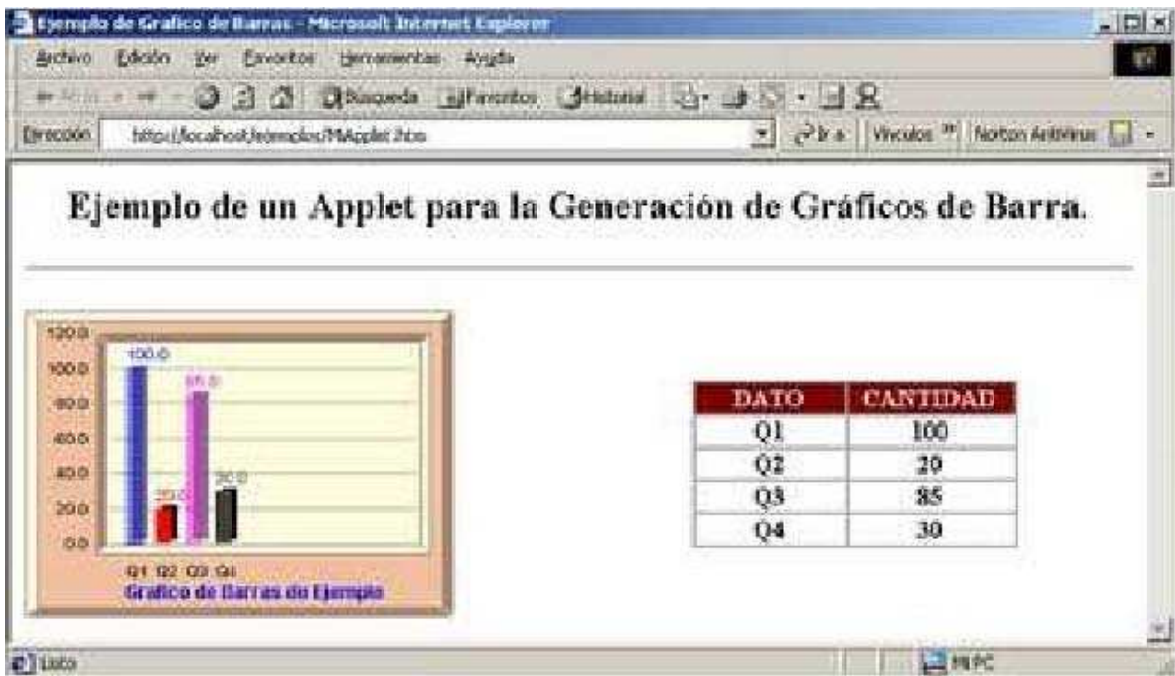 Ejemplo de Grafico de Barras - Microsoft Internet Explorer
Archivo Edición Ver Favoritos Herramientas Ayuda
Búsqueda Favoritos Historial
Dirección http://localhost/ejemplos/ Ir a Vínculos » Norton Antivirus
Ejemplo de un Applet para la Generación de Gráficos de Barra.
120.0
100.0
80.0
60.0
40.0
20.0
0.0
100.0
20.0
85.0
30.0
Q1 Q2 Q3 Q4
Grafico de Barras de Ejemplo
DATO CANTIDAD
Q1 100
Q2 20
Q3 85
Q4 30
Listo Mi PC